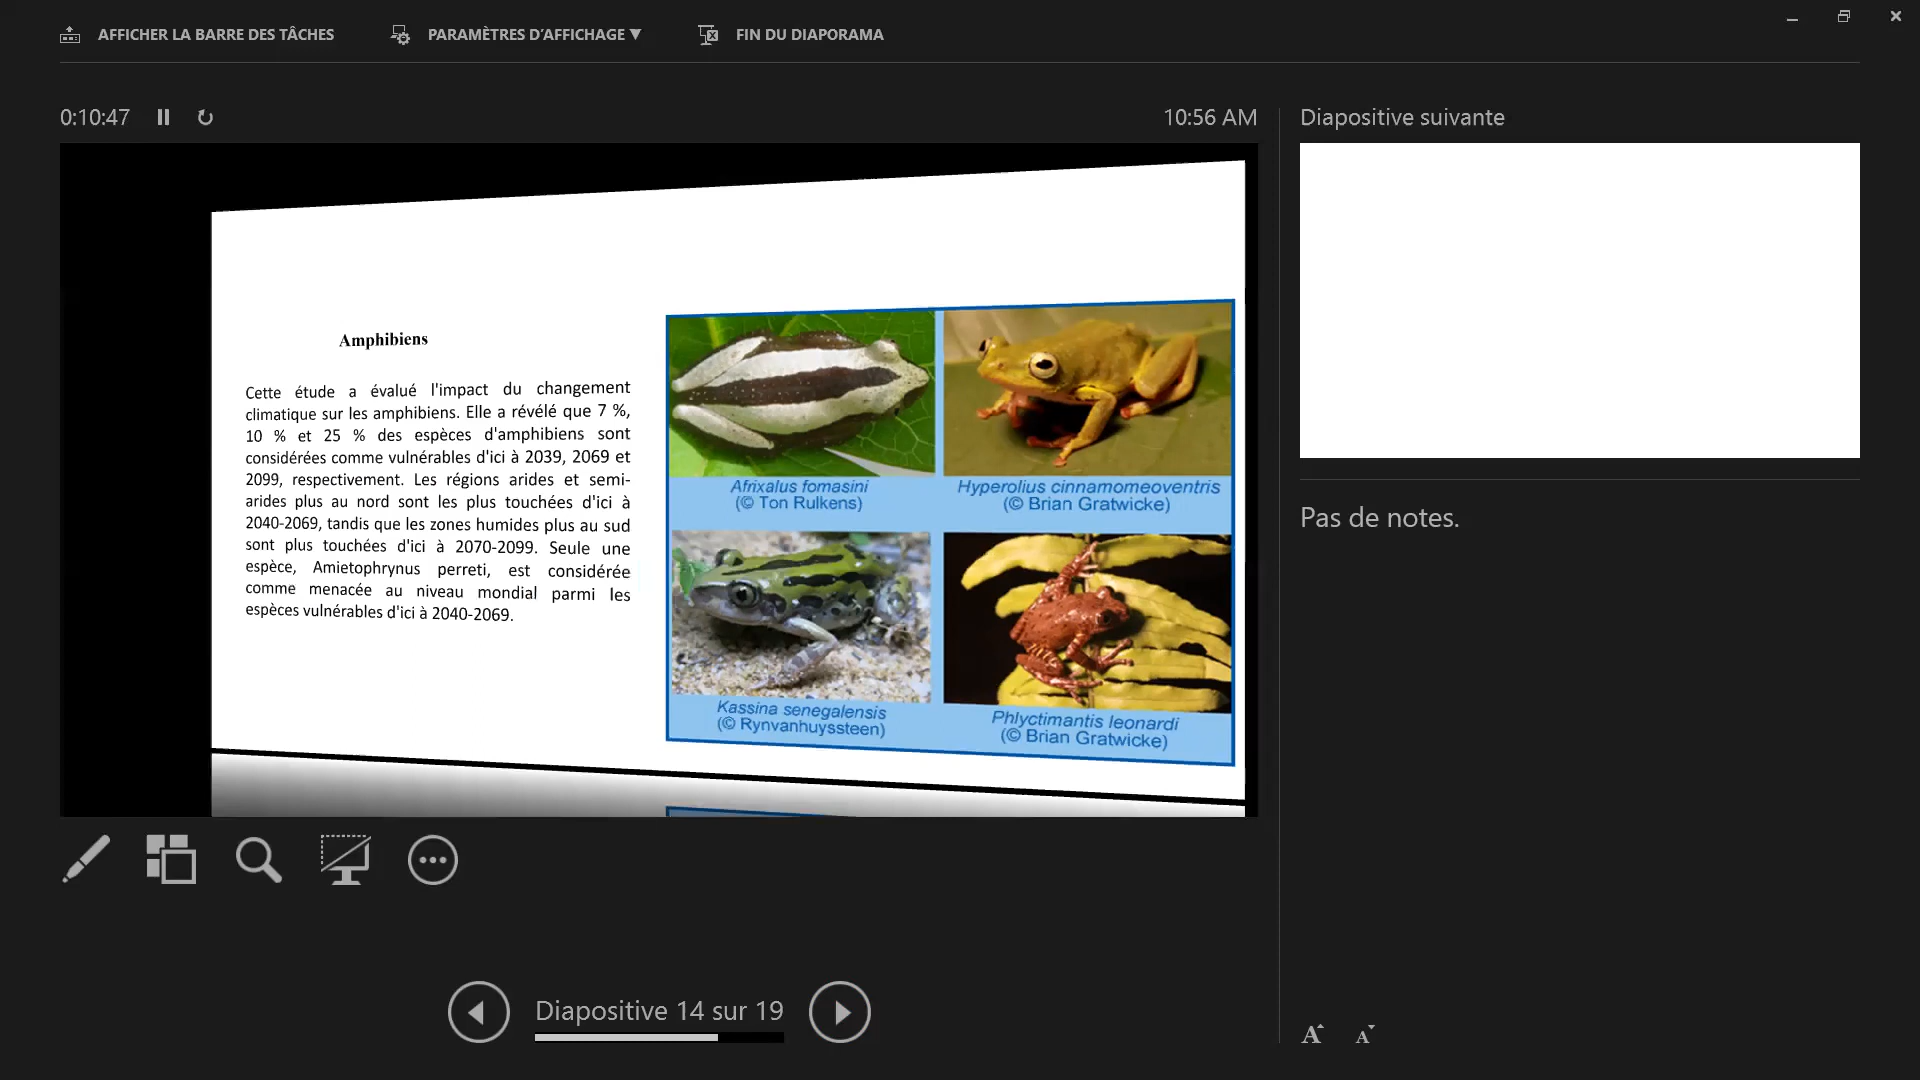 AFFICHER LA BARRE DES TÂCHES
PARAMÈTRES D'AFFICHAGE ▼
FIN DU DIAPORAMA
0:10:47
10:56 AM
Diapositive suivante
Amphibiens
Cette étude a évalué l'impact du changement
climatique sur les amphibiens. Elle a révélé que 7 %,
10 % et 25 % des espèces d'amphibiens sont
considérées comme vulnérables d'ici à 2039, 2069 et
2099, respectivement. Les régions arides et semi-
arides plus au nord sont les plus touchées d'ici à
2040-2069, tandis que les zones humides plus au sud
sont plus touchées d'ici à 2070-2099. Seule une
espèce, Amietophrynus perreti, est considérée
comme menacée au niveau mondial parmi les
espèces vulnérables d'ici à 2040-2069.
Afrixalus fornasini
(© Ton Rulkens)
Hyperolius cinnamomeoventris
(© Brian Gratwicke)
Kassina senegalensis
(© Rynvanhuyssteen)
Phlyctimantis leonardi
(© Brian Gratwicke)
Pas de notes.
Diapositive 14 sur 19
A A